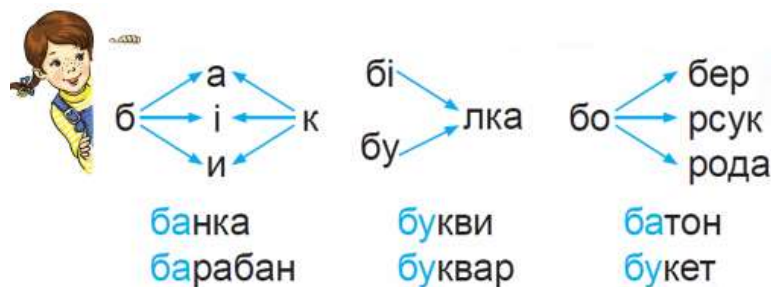 а
бі
бер
б
і
к
лка
бо
рсук
бу
и
рода
банка
букви
батон
барабан
буквар
букет